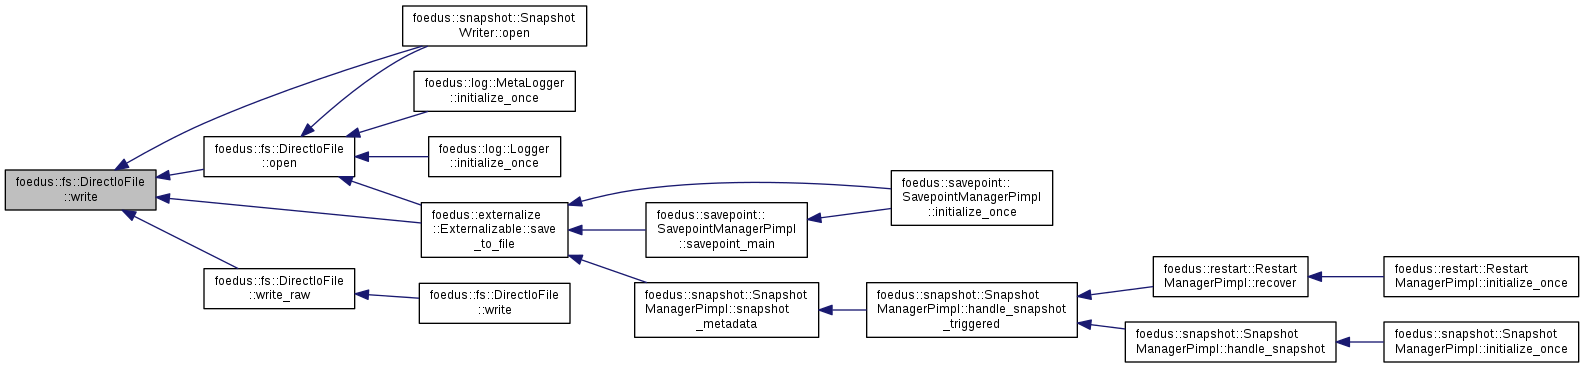 foedus::snapshot::Snapshot
Writer::open
foedus::log::MetaLogger
::initialize_once
foedus::fs::DirectIoFile
::open
foedus::log::Logger
::initialize_once
foedus::fs::DirectIoFile
::write
foedus::savepoint::
SavepointManagerPimpl
::initialize_once
foedus::externalize
::Externalizable::save
_to_file
foedus::savepoint::
SavepointManagerPimpl
::savepoint_main
foedus::fs::DirectIoFile
::write_raw
foedus::fs::DirectIoFile
::write
foedus::snapshot::Snapshot
ManagerPimpl::snapshot
_metadata
foedus::snapshot::Snapshot
ManagerPimpl::handle_snapshot
_triggered
foedus::restart::Restart
ManagerPimpl::recover
foedus::restart::Restart
ManagerPimpl::initialize_once
foedus::snapshot::Snapshot
ManagerPimpl::handle_snapshot
foedus::snapshot::Snapshot
ManagerPimpl::initialize_once